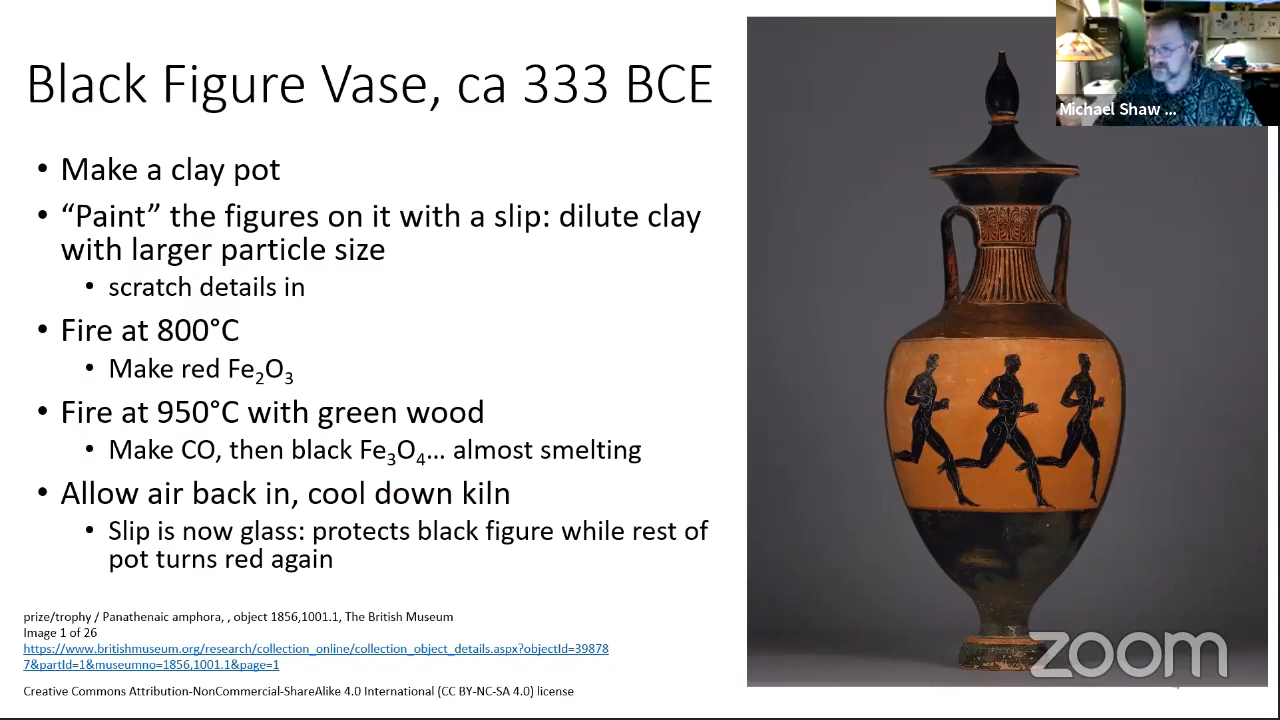 Black Figure Vase, ca 333 BCE
• Make a clay pot
• “Paint” the figures on it with a slip: dilute clay
with larger particle size
• scratch details in
• Fire at 800°C
• Make red Fe₂O₃
• Fire at 950°C with green wood
• Make CO, then black Fe₃O₄… almost smelting
• Allow air back in, cool down kiln
• Slip is now glass: protects black figure while rest of
pot turns red again
prize/trophy / Panathenaic amphora, , object 1856,1001.1, The British Museum
Image 1 of 26
https://www.britishmuseum.org/research/collection_online/collection_object_details.aspx?objectId=39878
7&partId=1&museumno=1856,1001.1&page=1
Creative Commons Attribution-NonCommercial-ShareAlike 4.0 International (CC BY-NC-SA 4.0) license
Michael Shaw ...
zoom